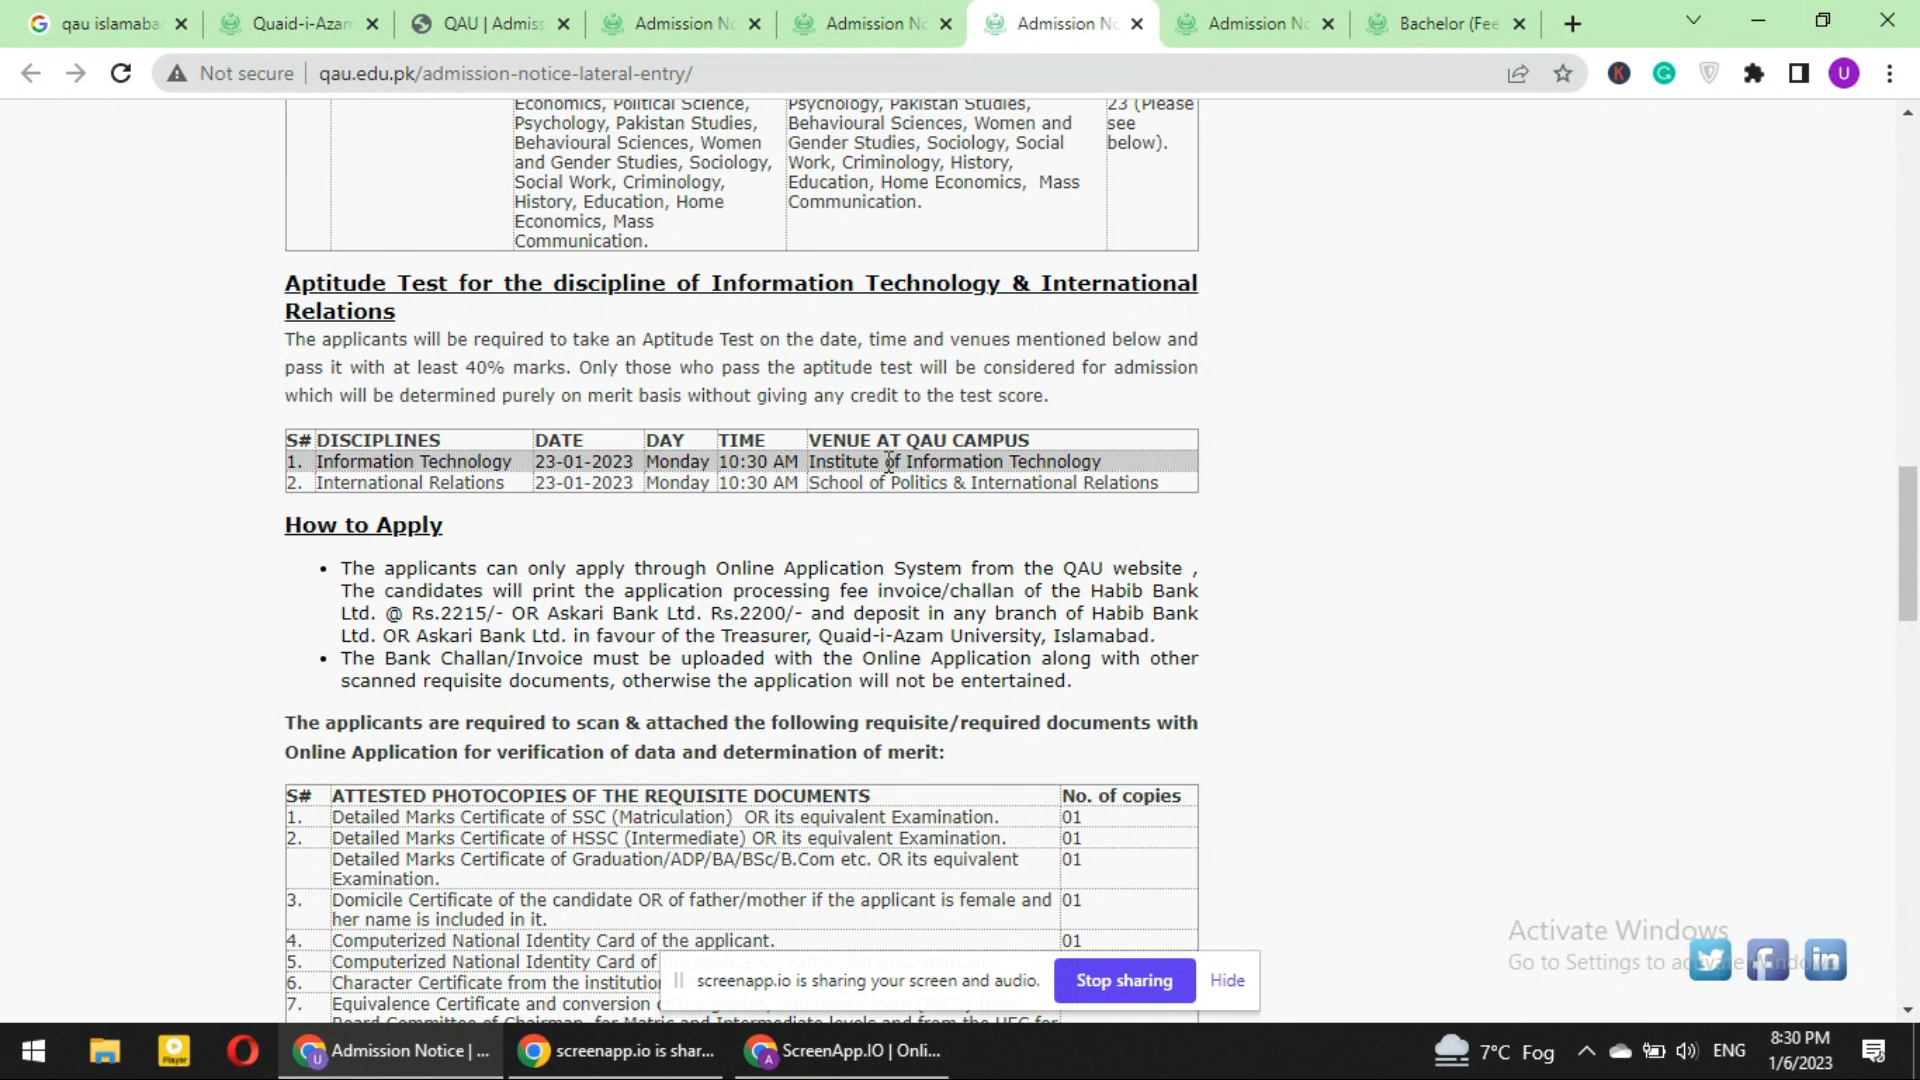 qau islamaba
Quaid-i-Azam
QAU | Admiss
Admission No
Admission No
Admission No
Admission No
Bachelor (Fee
Not secure
qau.edu.pk/admission-notice-lateral-entry/
K
U
Economics, Political Science,
Psychology, Pakistan Studies,
Behavioural Sciences, Women
and Gender Studies, Sociology,
Social Work, Criminology,
History, Education, Home
Economics, Mass
Communication.
Psychology, Pakistan Studies,
Behavioural Sciences, Women and
Gender Studies, Sociology, Social
Work, Criminology, History,
Education, Home Economics, Mass
Communication.
23 (Please
see
below).
Aptitude Test for the discipline of Information Technology & International
Relations
The applicants will be required to take an Aptitude Test on the date, time and venues mentioned below and
pass it with at least 40% marks. Only those who pass the aptitude test will be considered for admission
which will be determined purely on merit basis without giving any credit to the test score.
S# DISCIPLINES DATE DAY TIME VENUE AT QAU CAMPUS
1. Information Technology 23-01-2023 Monday 10:30 AM Institute of Information Technology
2. International Relations 23-01-2023 Monday 10:30 AM School of Politics & International Relations
How to Apply
• The applicants can only apply through Online Application System from the QAU website ,
The candidates will print the application processing fee invoice/challan of the Habib Bank
Ltd. @ Rs.2215/- OR Askari Bank Ltd. Rs.2200/- and deposit in any branch of Habib Bank
Ltd. OR Askari Bank Ltd. in favour of the Treasurer, Quaid-i-Azam University, Islamabad.
• The Bank Challan/Invoice must be uploaded with the Online Application along with other
scanned requisite documents, otherwise the application will not be entertained.
The applicants are required to scan & attached the following requisite/required documents with
Online Application for verification of data and determination of merit:
S# ATTESTED PHOTOCOPIES OF THE REQUISITE DOCUMENTS No. of copies
1. Detailed Marks Certificate of SSC (Matriculation) OR its equivalent Examination. 01
2. Detailed Marks Certificate of HSSC (Intermediate) OR its equivalent Examination. 01
Detailed Marks Certificate of Graduation/ADP/BA/BSc/B.Com etc. OR its equivalent 01
Examination.
3. Domicile Certificate of the candidate OR of father/mother if the applicant is female and 01
her name is included in it.
4. Computerized National Identity Card of the applicant. 01
5. Computerized National Identity Card of
6. Character Certificate from the institution
7. Equivalence Certificate and conversion
Board Committee of Chairman, for Matric and Intermediate levels and from the HEC for
screenapp.io is sharing your screen and audio.
Stop sharing
Hide
Activate Windows
Go to Settings to activate Windows.
Player
Admission Notice | ...
screenapp.io is shar...
ScreenApp.IO | Onli...
7°C Fog
ENG
8:30 PM
1/6/2023